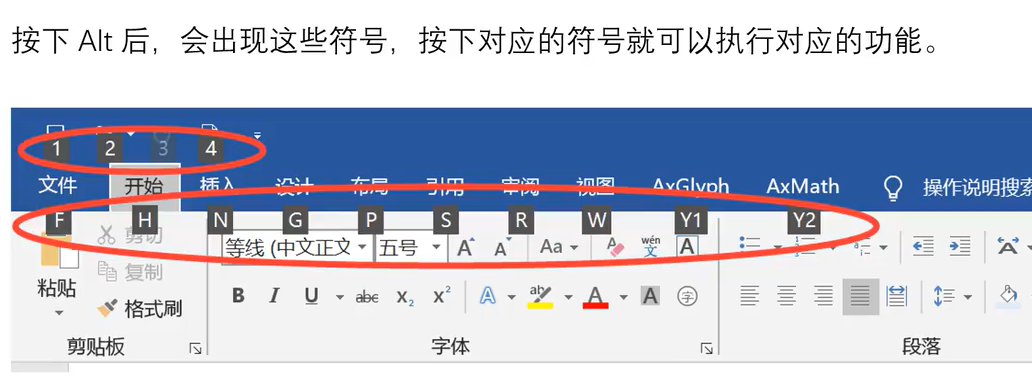 按下 Alt 后，会出现这些符号，按下对应的符号就可以执行对应的功能。
1 2 3 4
文件 开始 插入 设计 布局 引用 审阅 视图 AxGlyph AxMath 操作说明搜索
F H N G P S R W Y1 Y2
剪切
等线 (中文正文 五号 A A Aa A wén 文 A
复制
粘贴
格式刷
B I U abc X₂ X² A ab A A 字
剪贴板 字体 段落